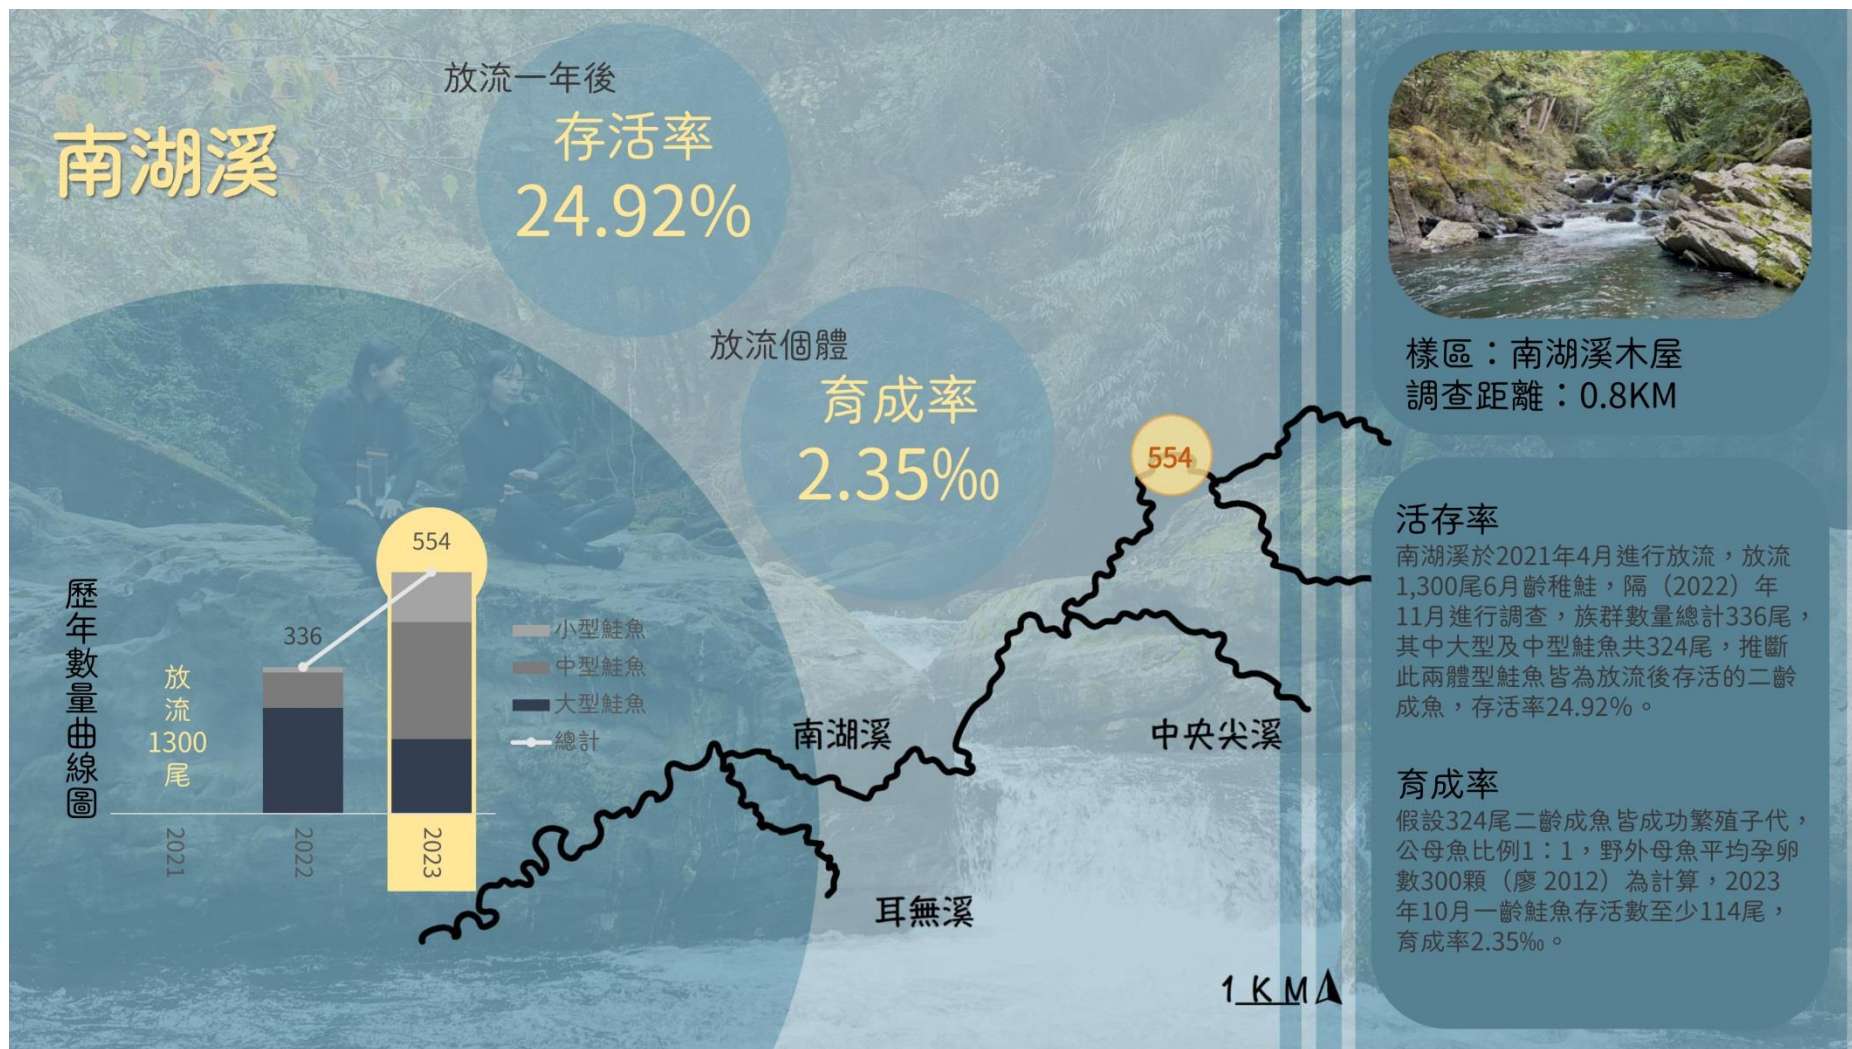 南湖溪
放流一年後
存活率
24.92%
放流個體
育成率
2.35‰
歷年數量曲線圖
放流1300尾
336
554
2021
2022
2023
小型鮭魚
中型鮭魚
大型鮭魚
總計
554
南湖溪
中央尖溪
耳無溪
1 KM
樣區：南湖溪木屋
調查距離：0.8KM
活存率
南湖溪於2021年4月進行放流，放流
1,300尾6月齡稚鮭，隔（2022）年
11月進行調查，族群數量總計336尾，
其中大型及中型鮭魚共324尾，推斷
此兩體型鮭魚皆為放流後存活的二齡
成魚，存活率24.92%。
育成率
假設324尾二齡成魚皆成功繁殖子代，
公母魚比例1：1，野外母魚平均孕卵
數300顆（廖 2012）為計算，2023
年10月一齡鮭魚存活數至少114尾，
育成率2.35‰。